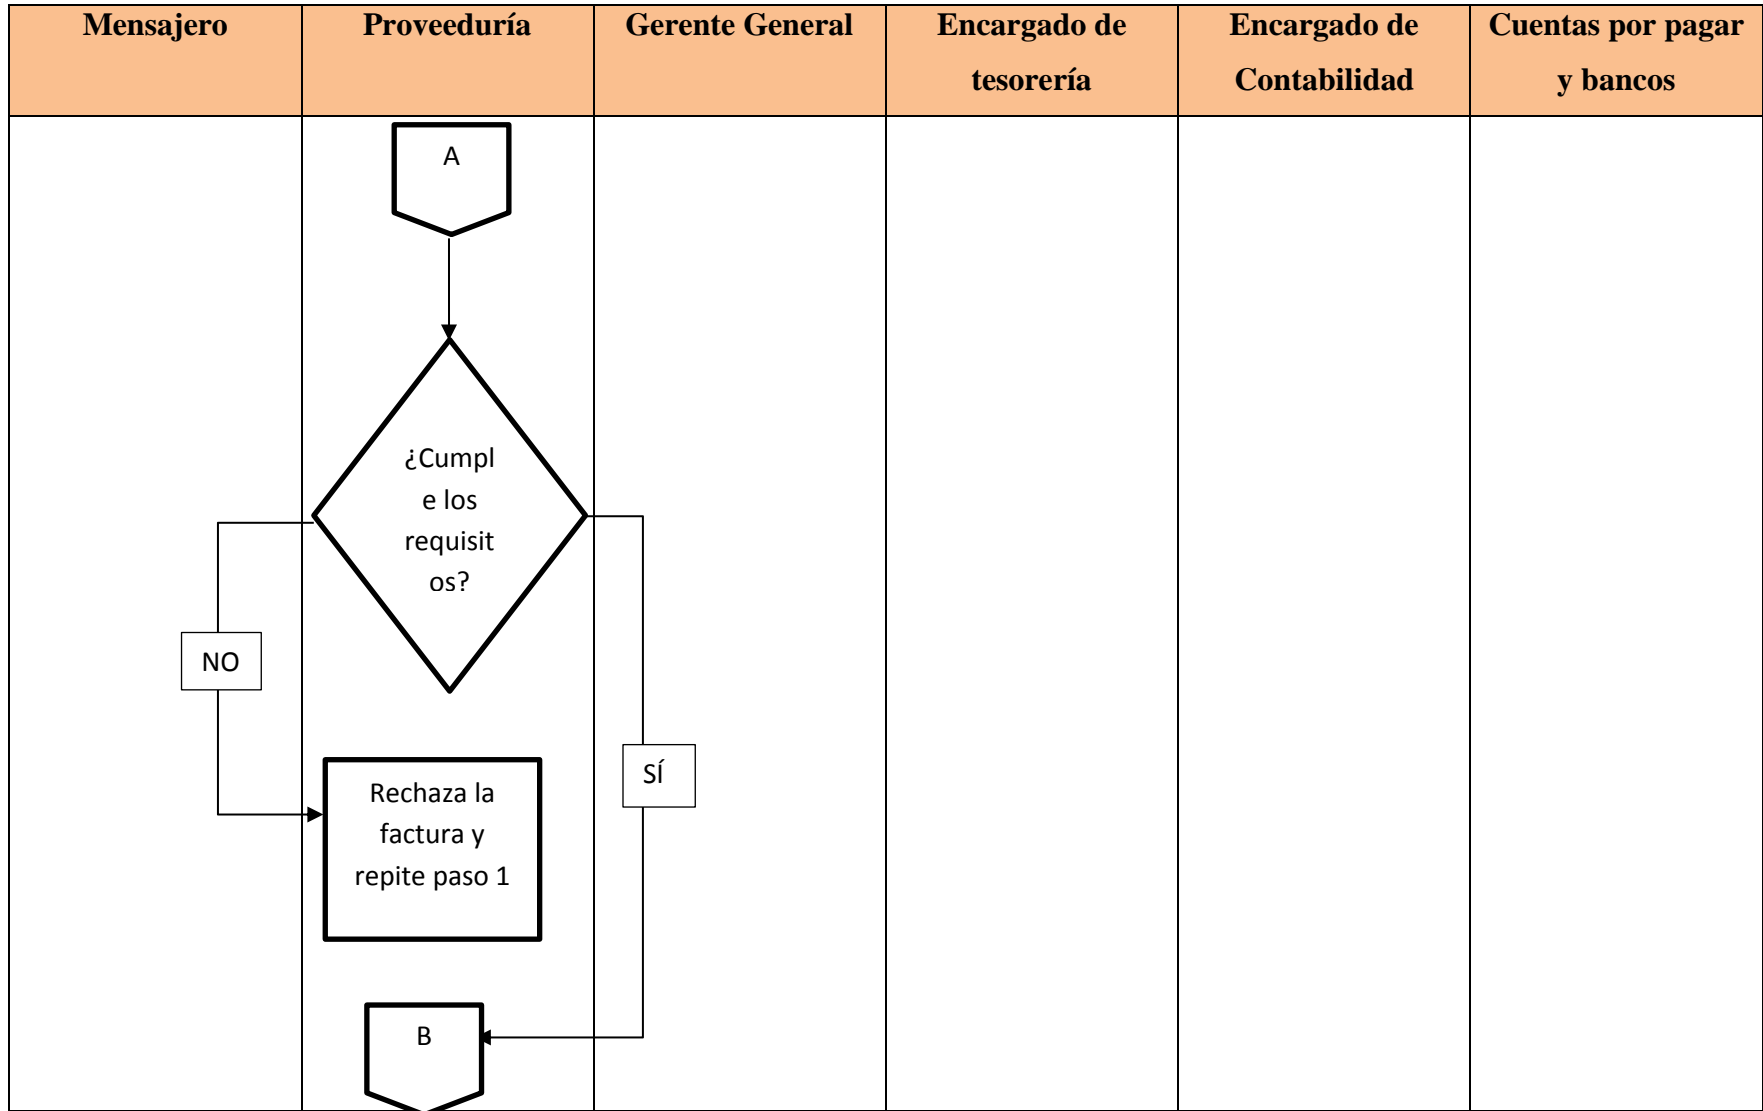 Mensajero
Proveeduría
Gerente General
Encargado de
tesorería
Encargado de
Contabilidad
Cuentas por pagar
y bancos
A
¿Cumpl
e los
requisit
os?
NO
SÍ
Rechaza la
factura y
repite paso 1
B